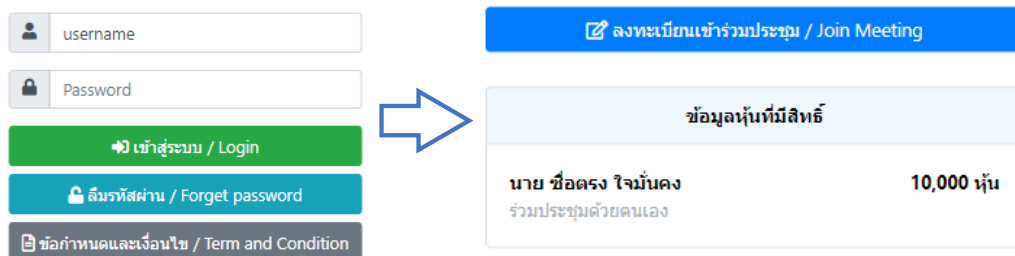 username
Password
เข้าสู่ระบบ / Login
ลืมรหัสผ่าน / Forget password
ข้อกำหนดและเงื่อนไข / Term and Condition
ลงทะเบียนเข้าร่วมประชุม / Join Meeting
ข้อมูลหุ้นที่มีสิทธิ์
นาย ซื่อตรง ใจมั่นคง 10,000 หุ้น
ร่วมประชุมด้วยตนเอง